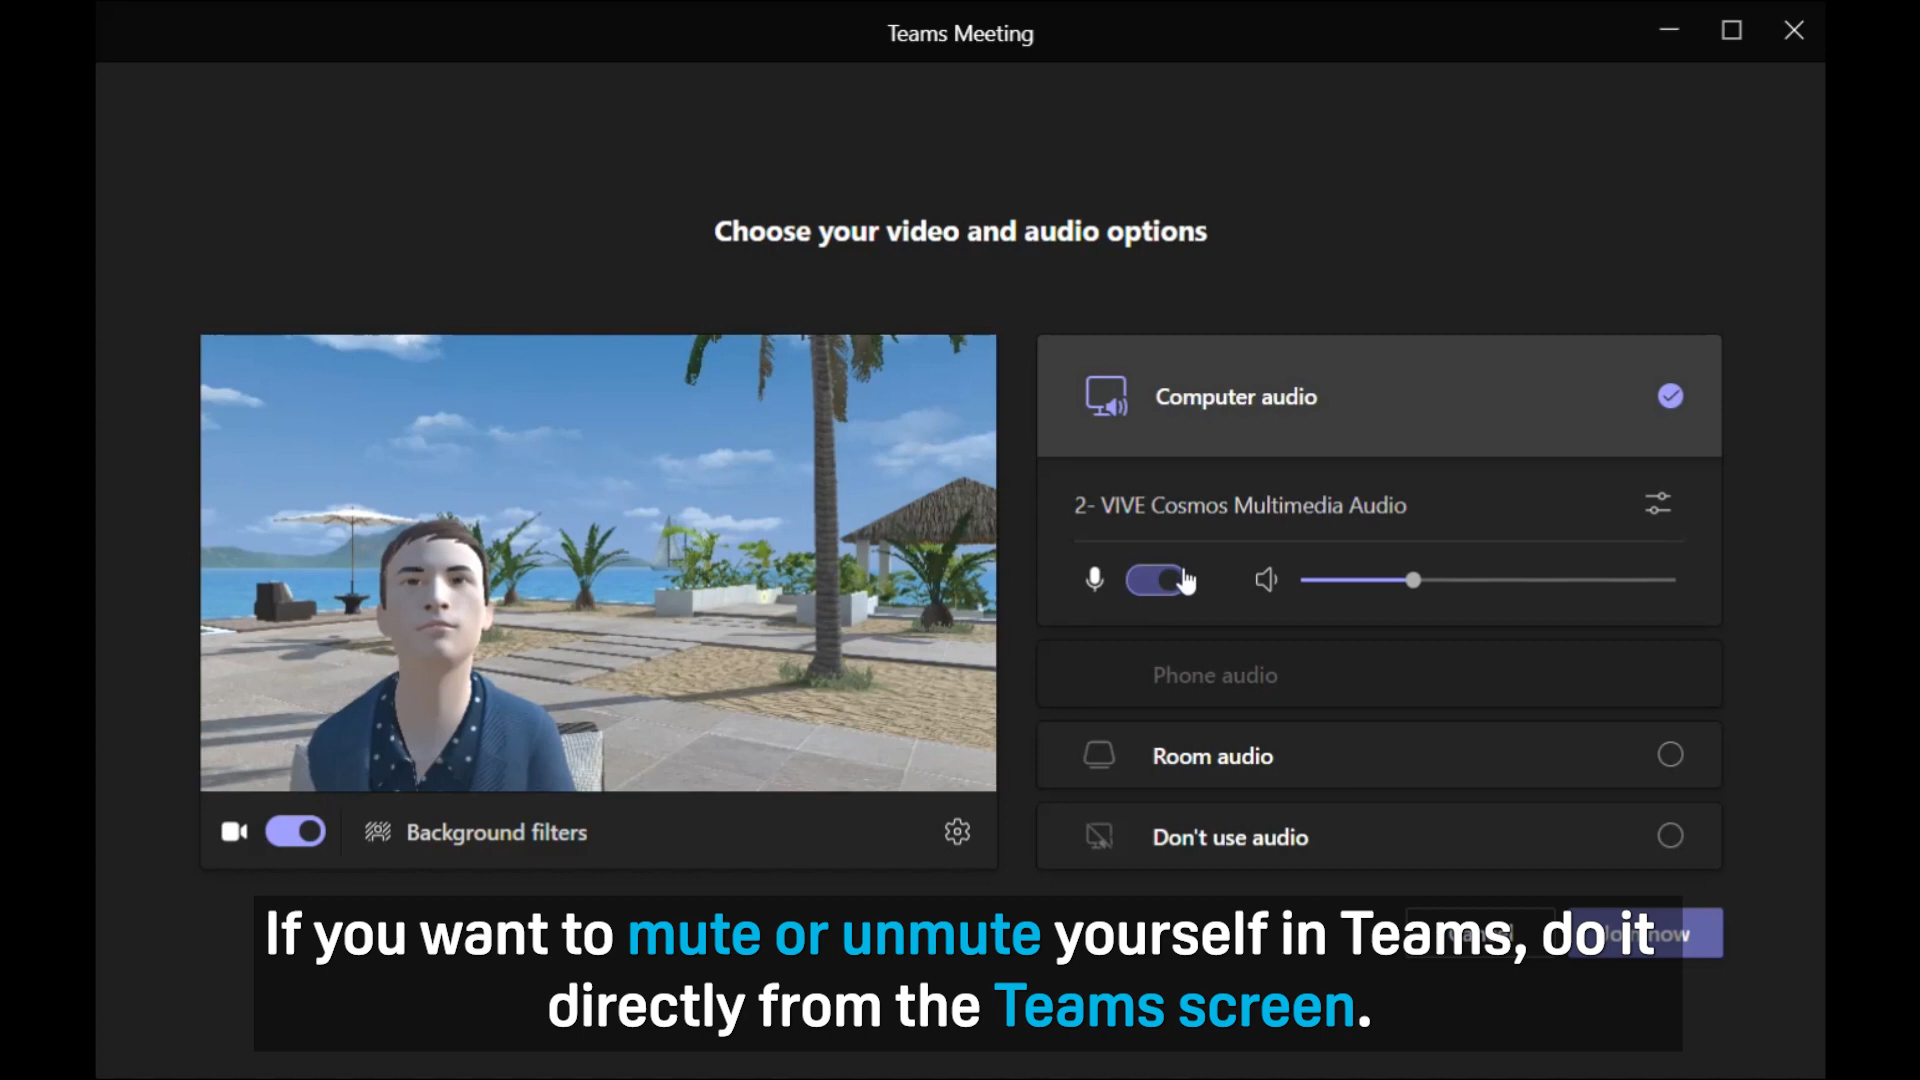 Teams Meeting
Choose your video and audio options
Computer audio
2- VIVE Cosmos Multimedia Audio
Phone audio
Room audio
Don't use audio
Background filters
If you want to mute or unmute yourself in Teams, do it
directly from the Teams screen.